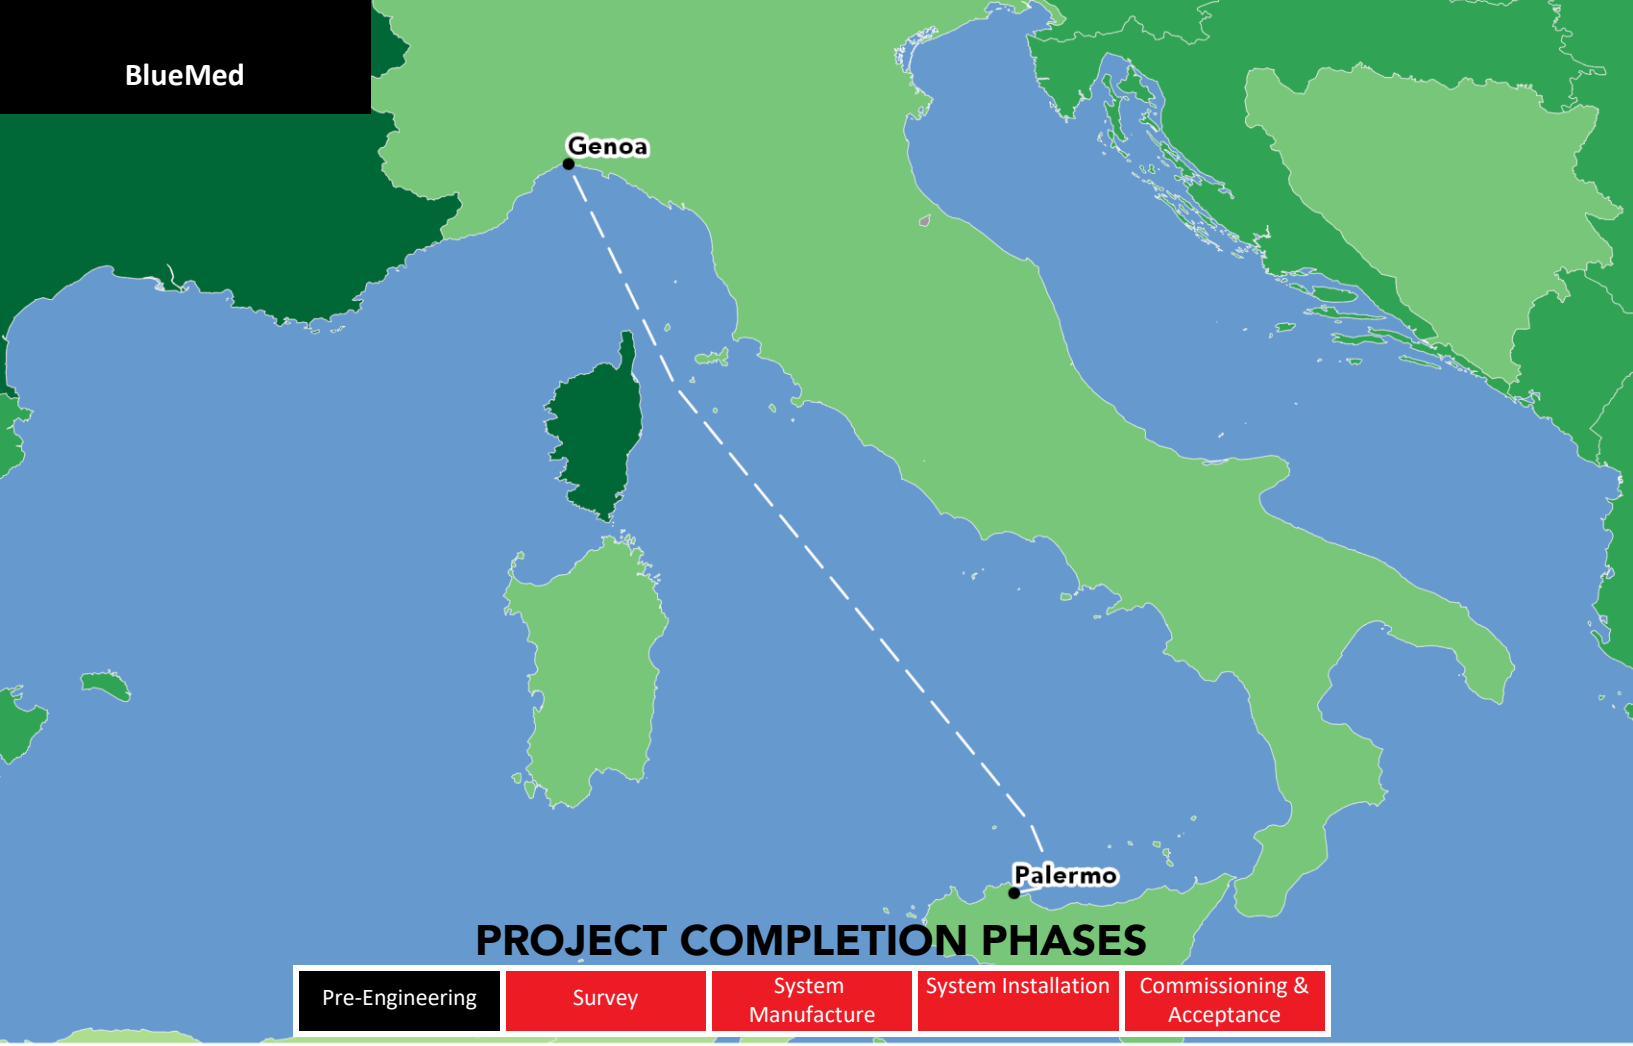 BlueMed
Genoa
Palermo
PROJECT COMPLETION PHASES
Pre-Engineering
Survey
System
Manufacture
System Installation
Commissioning &
Acceptance